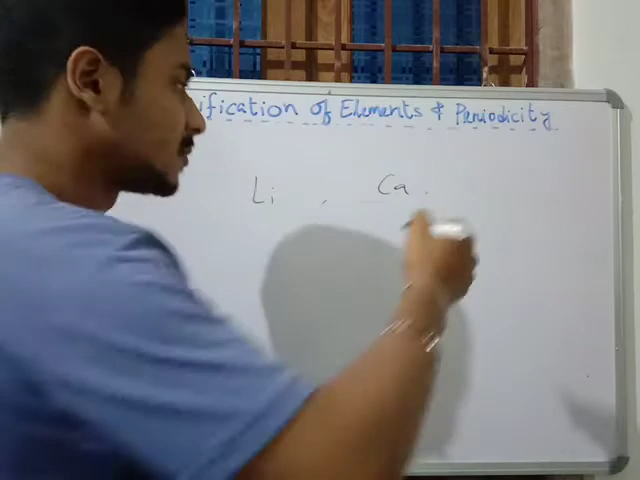 ification of Elements & Periodicity
Li , Ca .